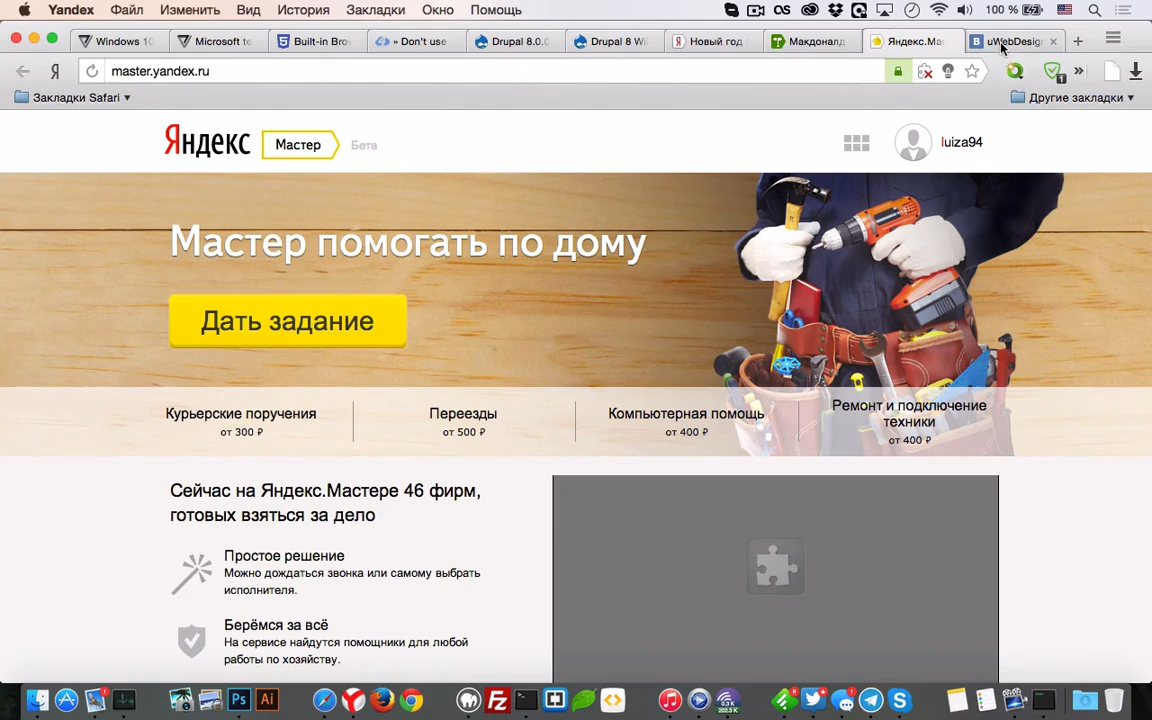 Yandex Файл Изменить Вид История Закладки Окно Помощь 100 %
Windows 10 Microsoft te Built-in Bro » Don't use Drupal 8.0. Drupal 8 Wi Новый год Макдоналд Яндекс.Мас uWebDesign
master.yandex.ru
Закладки Safari Другие закладки
Яндекс Мастер Бета luiza94
Мастер помогать по дому
Дать задание
Курьерские поручения
от 300 ₽
Переезды
от 500 ₽
Компьютерная помощь
от 400 ₽
Ремонт и подключение
техники
от 400 ₽
Сейчас на Яндекс.Мастере 46 фирм,
готовых взяться за дело
Простое решение
Можно дождаться звонка или самому выбрать
исполнителя.
Берёмся за всё
На сервисе найдутся помощники для любой
работы по хозяйству.